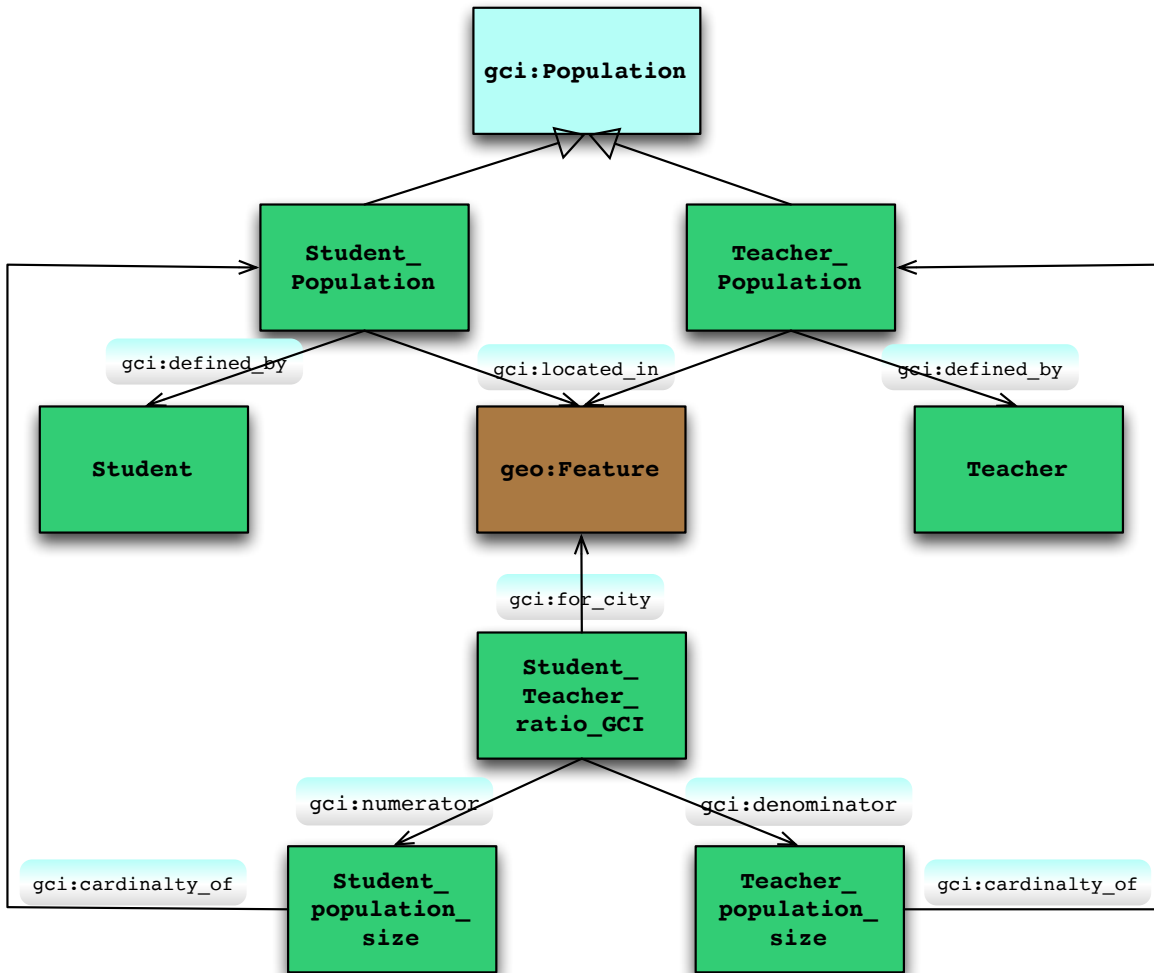 gci:Population
Student_
Population
Teacher_
Population
gci:defined_by
gci:located_in
gci:defined_by
Student
geo:Feature
Teacher
gci:for_city
Student_
Teacher_
ratio_GCI
gci:numerator
gci:denominator
gci:cardinalty_of
Student_
population_
size
Teacher_
population_
size
gci:cardinalty_of